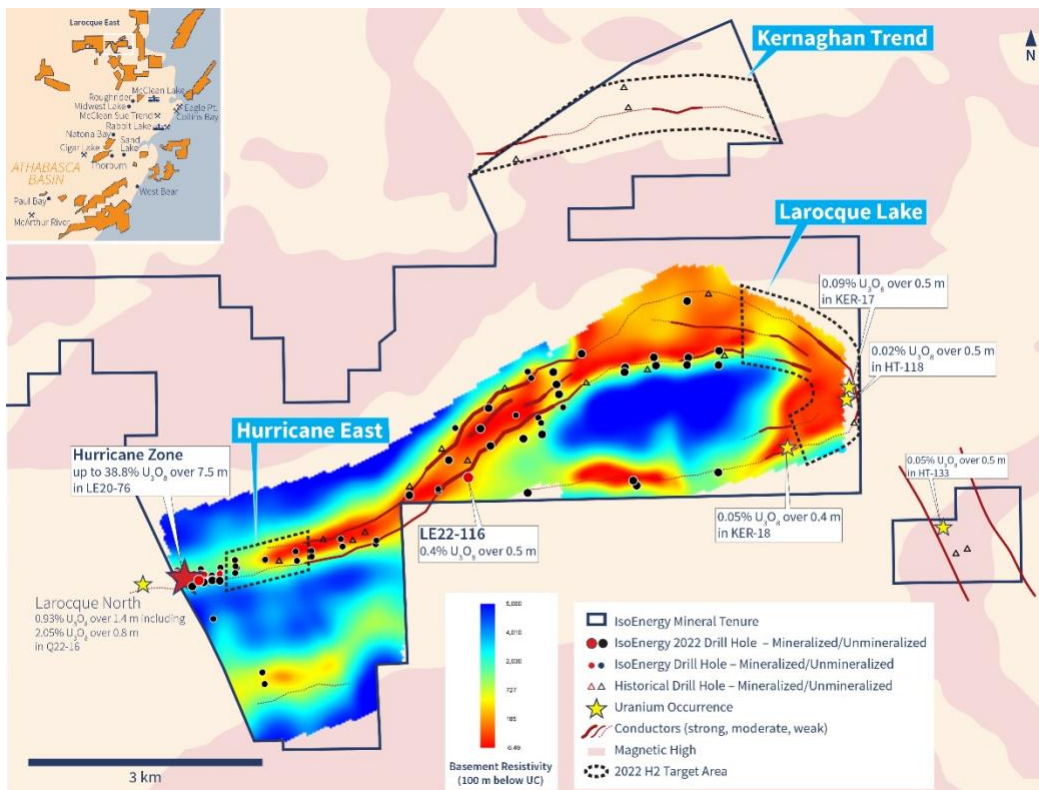 Larocque East
McClean Lake
Roughrider
Midwest Lake
McClean Sue Trend
Eagle Pt.
Collins Bay
Rabbit Lake
Natona Bay
Sand
Lake
Cigar Lake
Thorburn
ATHABASCA
BASIN
West Bear
Paul Bay
McArthur River
Kernaghan Trend
N
Larocque Lake
0.09% U₃O₈ over 0.5 m
in KER-17
0.02% U₃O₈ over 0.5 m
in HT-118
Hurricane East
Hurricane Zone
up to 38.8% U₃O₈ over 7.5 m
in LE20-76
0.05% U₃O₈ over 0.5 m
in HT-133
LE22-116
0.4% U₃O₈ over 0.5 m
0.05% U₃O₈ over 0.4 m
in KER-18
Larocque North
0.93% U₃O₈ over 1.4 m including
2.05% U₃O₈ over 0.8 m
in Q22-16
5,000
727
Basement Resistivity
(100 m below UC)
IsoEnergy Mineral Tenure
IsoEnergy 2022 Drill Hole – Mineralized/Unmineralized
IsoEnergy Drill Hole – Mineralized/Unmineralized
Historical Drill Hole – Mineralized/Unmineralized
Uranium Occurrence
Conductors (strong, moderate, weak)
Magnetic High
2022 H2 Target Area
3 km